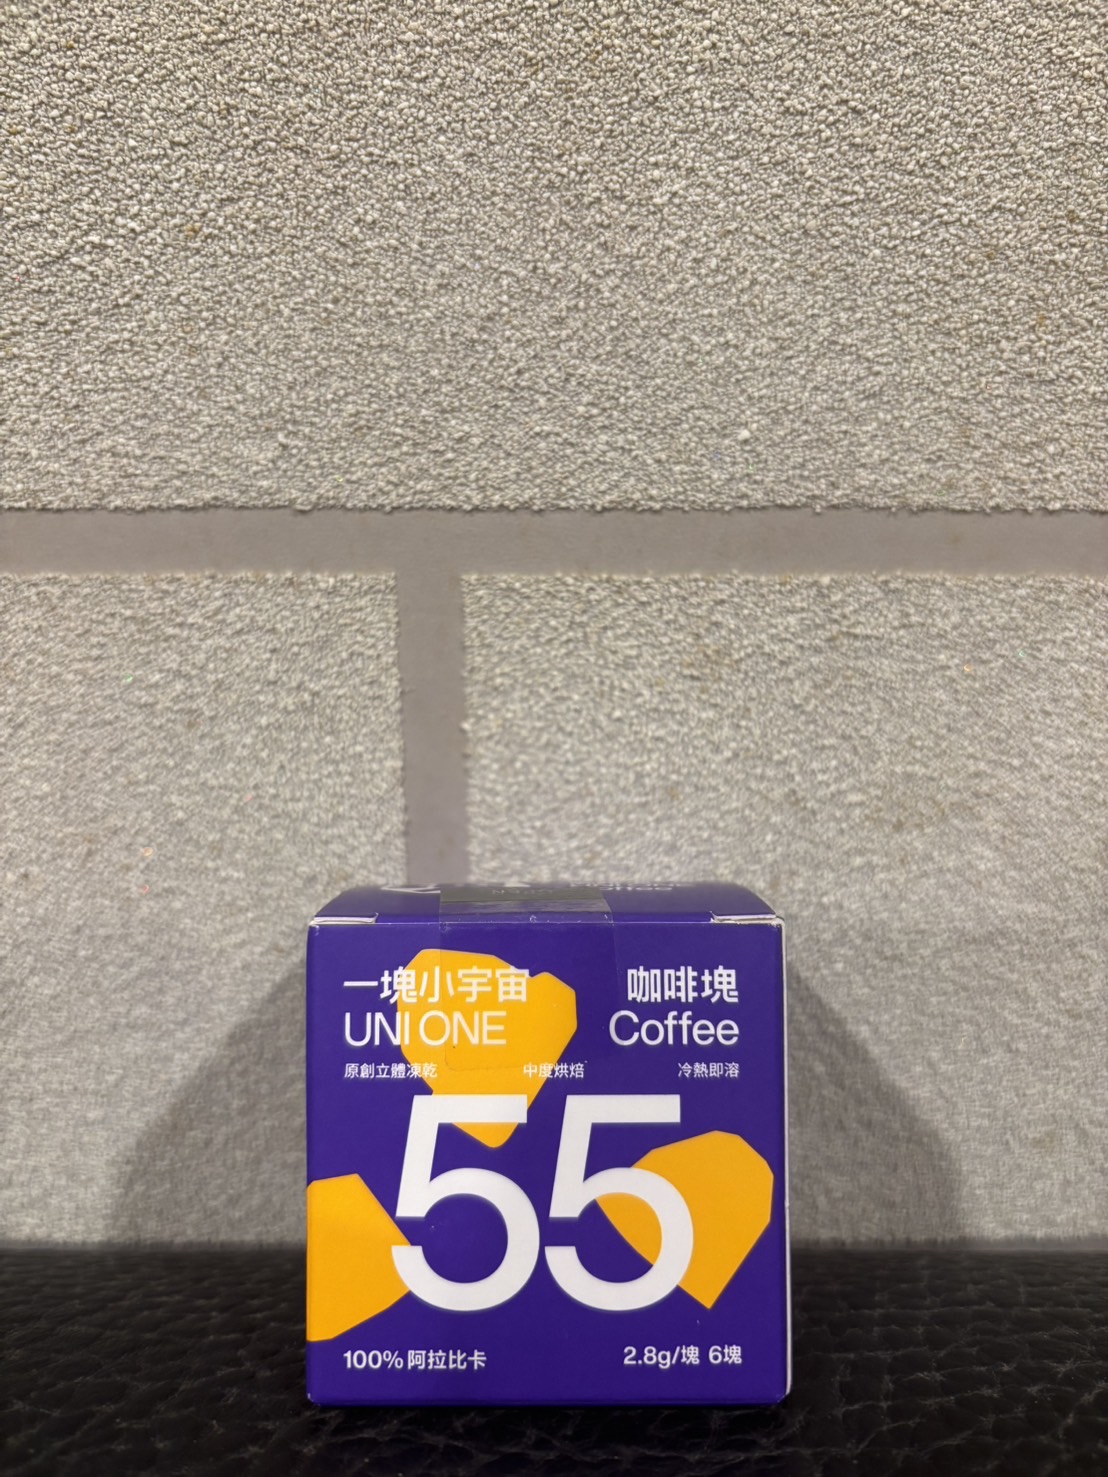 一塊小宇宙 咖啡塊
UNI ONE Coffee
原創立體凍乾 中度烘焙 冷熱即溶
55
100% 阿拉比卡 2.8g/塊 6塊